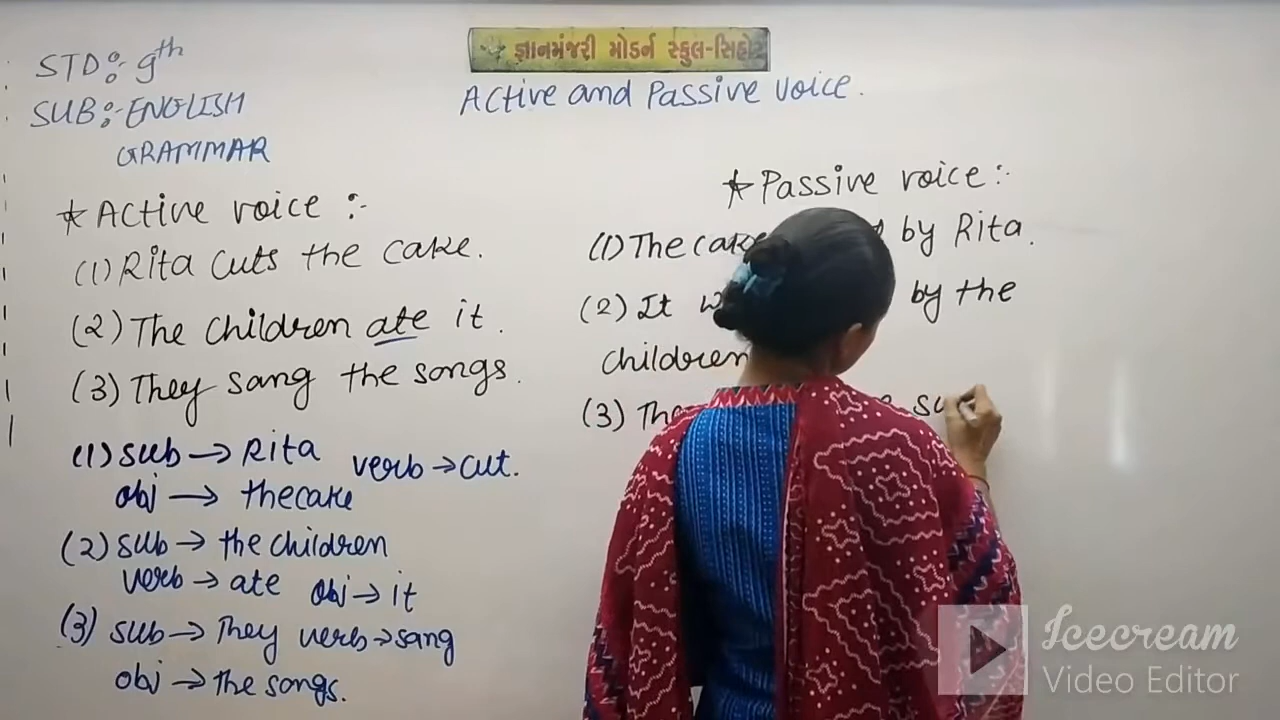 જ્ઞાનમંજરી મોડર્ન સ્કુલ-સિહોર
STD:- 9th
SUB:-ENGLISH
GRAMMAR
Active and Passive voice.
* Active voice :-
(1) Rita cuts the cake.
(2) The children ate it.
(3) They sang the songs.
(1) sub → Rita verb → cut.
obj → the cake
(2) sub → the children
verb → ate obj → it
(3) sub → They verb → sang
obj → the songs.
* Passive voice :-
(1) The cake by Rita.
(2) It by the
children
(3)
Icecream
Video Editor